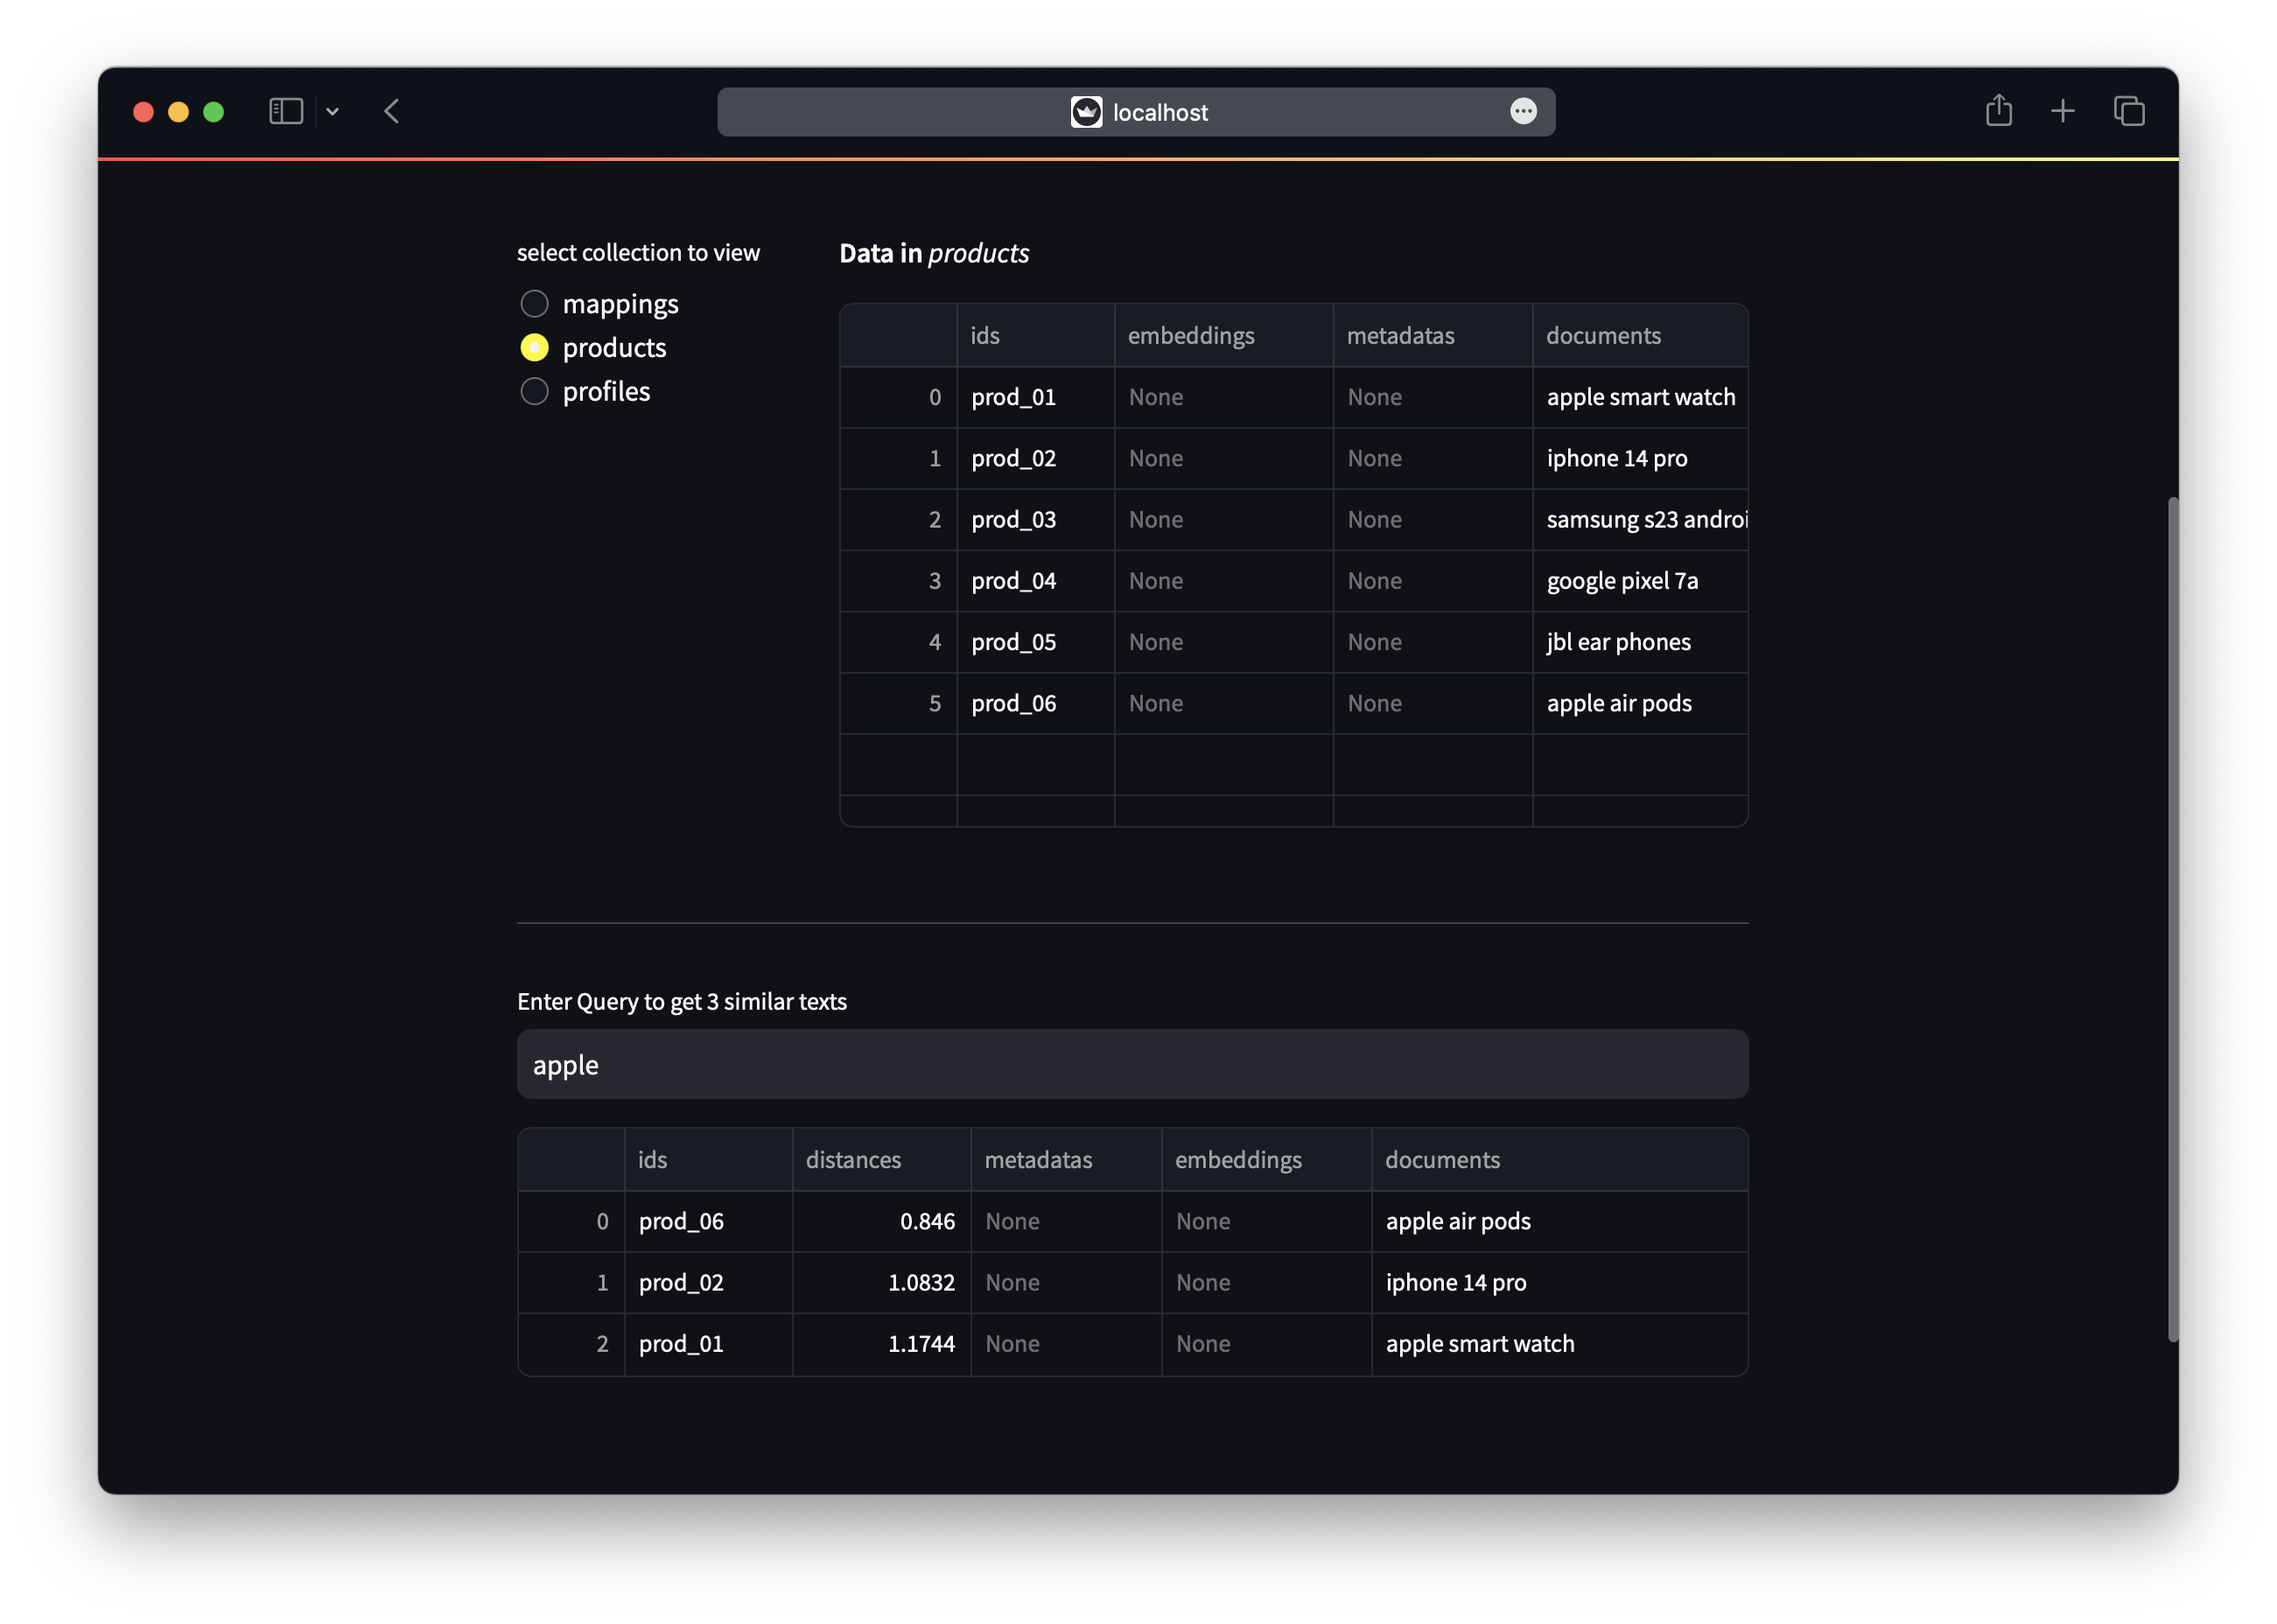 localhost
select collection to view
mappings
products
profiles
Data in products
ids embeddings metadatas documents
0 prod_01 None None apple smart watch
1 prod_02 None None iphone 14 pro
2 prod_03 None None samsung s23 androi
3 prod_04 None None google pixel 7a
4 prod_05 None None jbl ear phones
5 prod_06 None None apple air pods
Enter Query to get 3 similar texts
apple
ids distances metadatas embeddings documents
0 prod_06 0.846 None None apple air pods
1 prod_02 1.0832 None None iphone 14 pro
2 prod_01 1.1744 None None apple smart watch